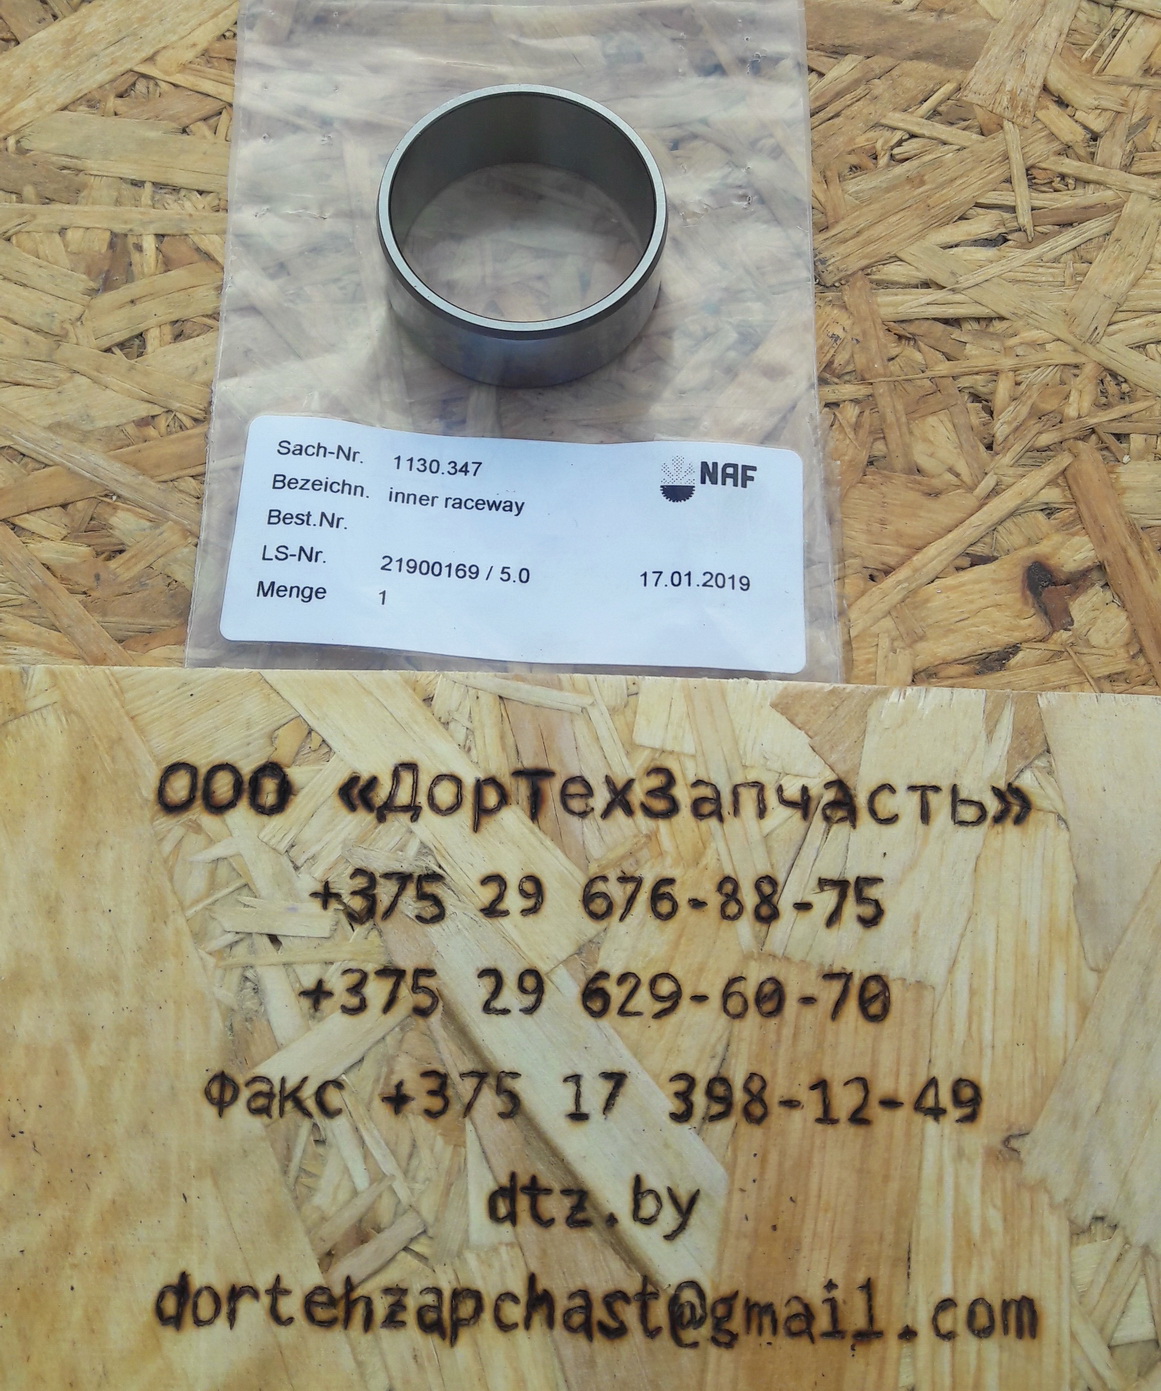 Sach-Nr. 1130.347 NAF
Bezeichn. inner raceway
Best.Nr.
LS-Nr. 21900169 / 5.0 17.01.2019
Menge 1
ООО «ДорТехЗапчасть»
+375 29 676-88-75
+375 29 629-60-70
Факс +375 17 398-12-49
dtz.by
dortehzapchast@gmail.com